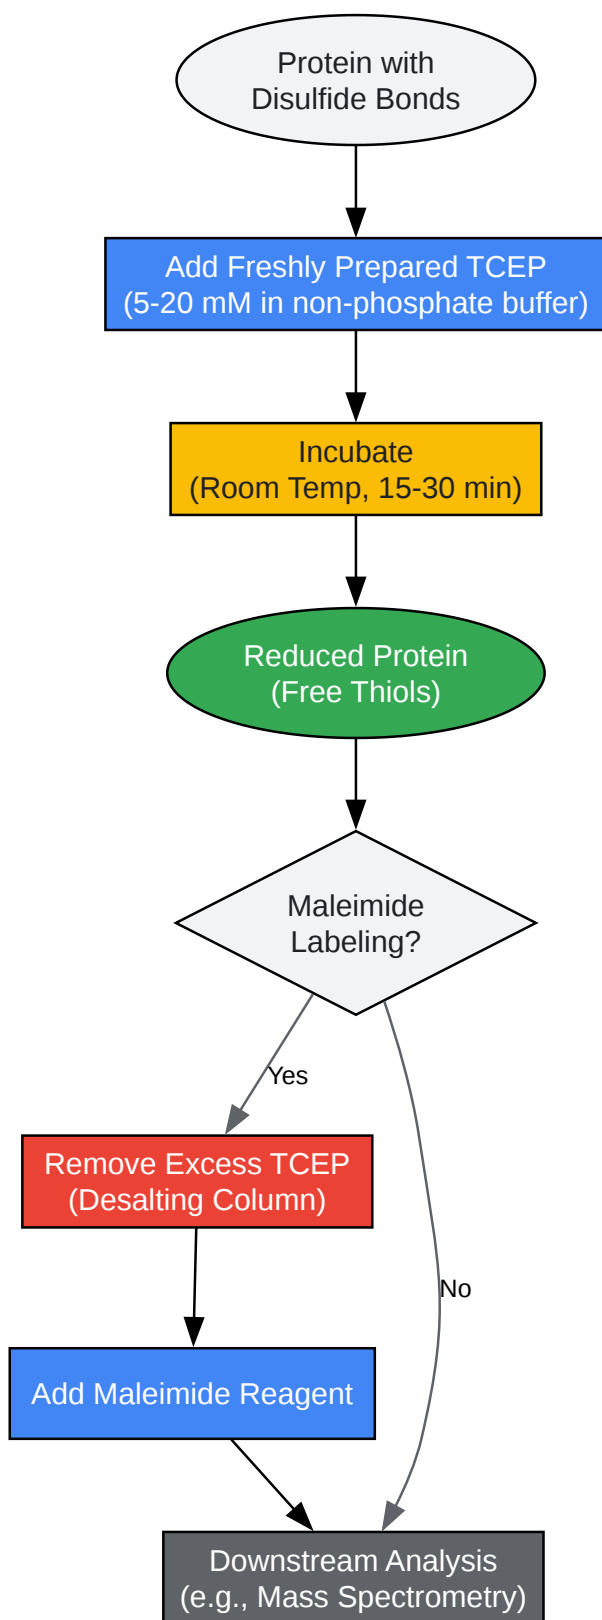 Protein with
Disulfide Bonds
Add Freshly Prepared TCEP
(5-20 mM in non-phosphate buffer)
Incubate
(Room Temp, 15-30 min)
Reduced Protein
(Free Thiols)
Maleimide
Labeling?
Yes
Remove Excess TCEP
(Desalting Column)
No
Add Maleimide Reagent
Downstream Analysis
(e.g., Mass Spectrometry)